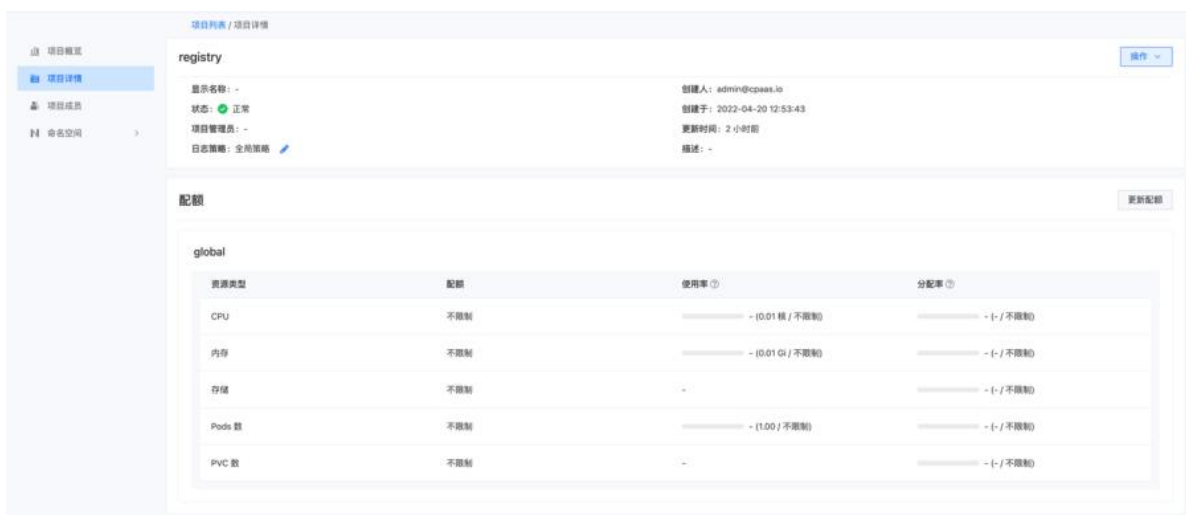 项目列表 / 项目详情
项目概览
项目详情
项目成员
命名空间
registry
操作
显示名称: -
创建人: admin@cpaas.io
状态: 正常
创建于: 2022-04-20 12:53:43
项目管理员: -
更新时间: 2 小时前
日志策略: 全局策略
描述: -
配额
更新配额
global
资源类型 配额 使用率 分配率
CPU 不限制 - (0.01 核 / 不限制) - (- / 不限制)
内存 不限制 - (0.01 Gi / 不限制) - (- / 不限制)
存储 不限制 - - (- / 不限制)
Pods 数 不限制 - (1.00 / 不限制) - (- / 不限制)
PVC 数 不限制 - - (- / 不限制)